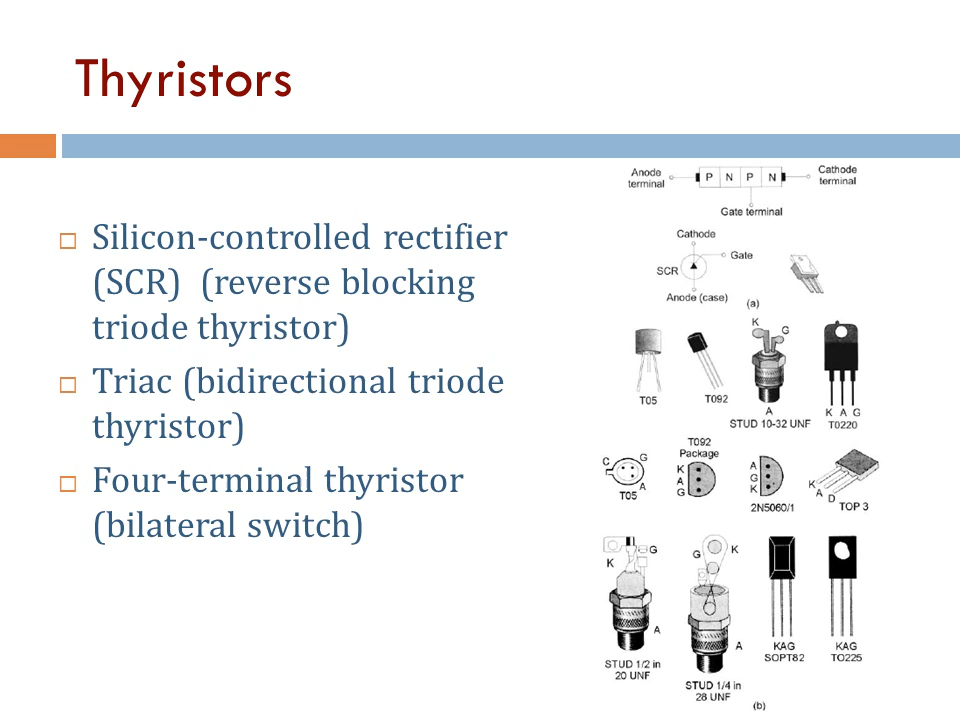 Thyristors
Silicon-controlled rectifier
(SCR) (reverse blocking
triode thyristor)
Triac (bidirectional triode
thyristor)
Four-terminal thyristor
(bilateral switch)
Anode
terminal
P N P N
Cathode
terminal
Gate terminal
Cathode
Gate
SCR
Anode (case)
(a)
K
G
A
T05
T092
STUD 10-32 UNF
K A G
T0220
C
G
A
T05
T092
Package
K
A
G
A
G
K
2N5060/1
K
A
D
TOP 3
K
G
A
STUD 1/2 in
20 UNF
G
K
A
STUD 1/4 in
28 UNF
KAG
SOPT82
KAG
TO225
(b)